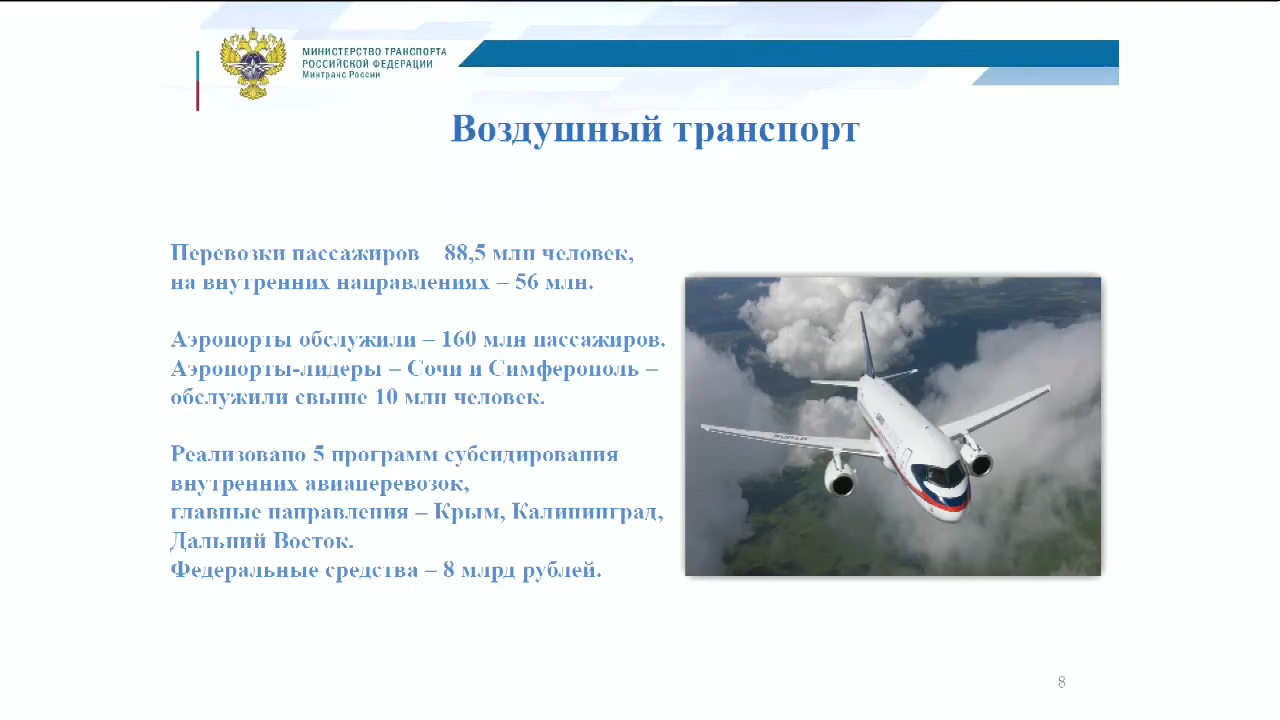 МИНИСТЕРСТВО ТРАНСПОРТА
РОССИЙСКОЙ ФЕДЕРАЦИИ
Минтранс России
Воздушный транспорт
Перевозки пассажиров 88,5 млн человек,
на внутренних направлениях – 56 млн.
Аэропорты обслужили – 160 млн пассажиров.
Аэропорты-лидеры – Сочи и Симферополь –
обслужили свыше 10 млн человек.
Реализовано 5 программ субсидирования
внутренних авиаперевозок,
главные направления – Крым, Калининград,
Дальний Восток.
Федеральные средства – 8 млрд рублей.
8